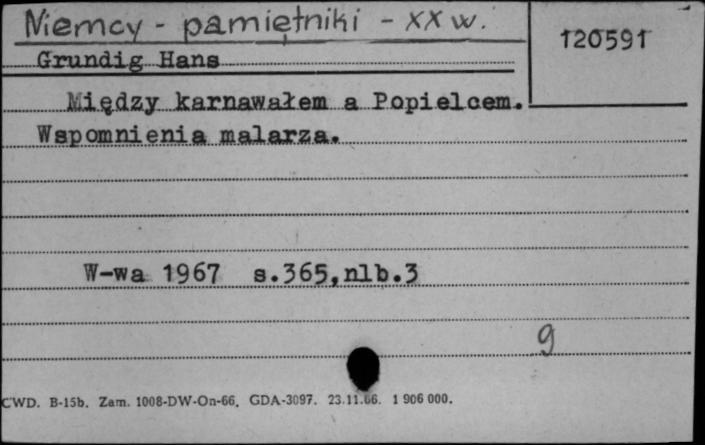 Niemcy - pamiętniki - XX w.
120591
Grundig Hans
Między karnawałem a Popielcem.
Wspomnienia malarza.
W-wa 1967 s.365,nlb.3
g
CWD. B-15b. Zam. 1008-DW-On-66. GDA-3097. 23.11.66. 1 906 000.